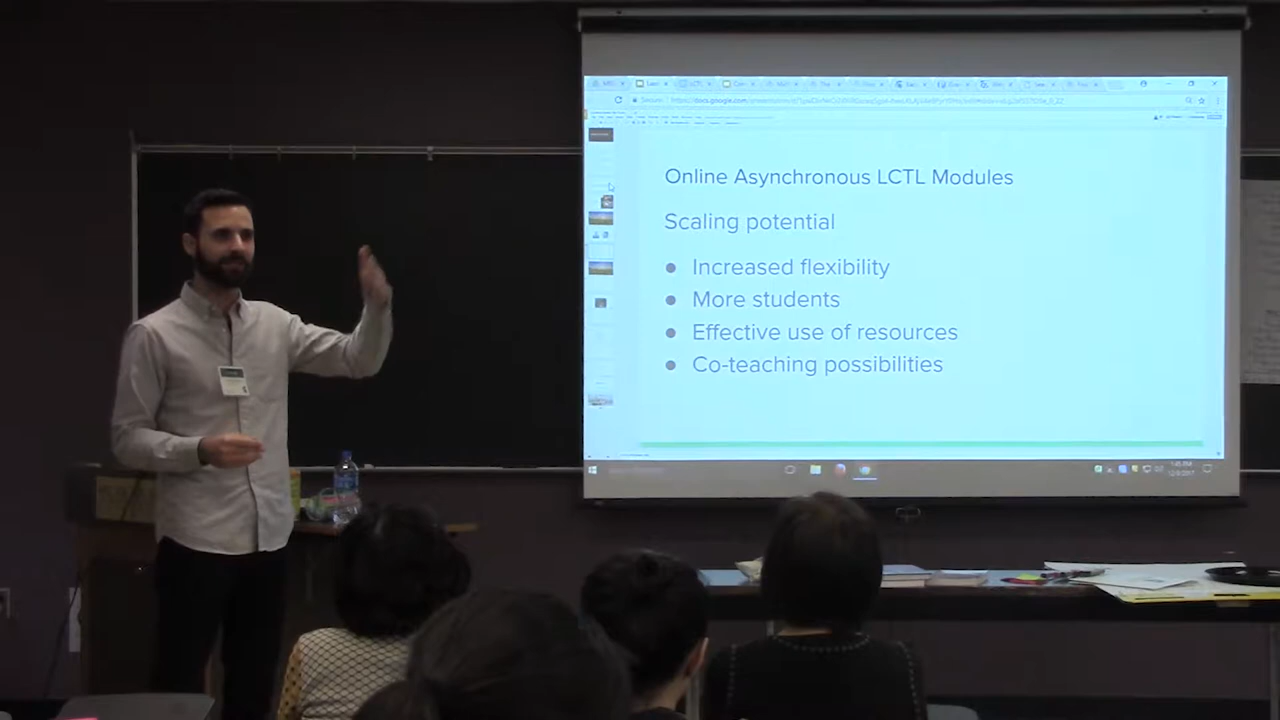 Online Asynchronous LCTL Modules
Scaling potential
● Increased flexibility
● More students
● Effective use of resources
● Co-teaching possibilities